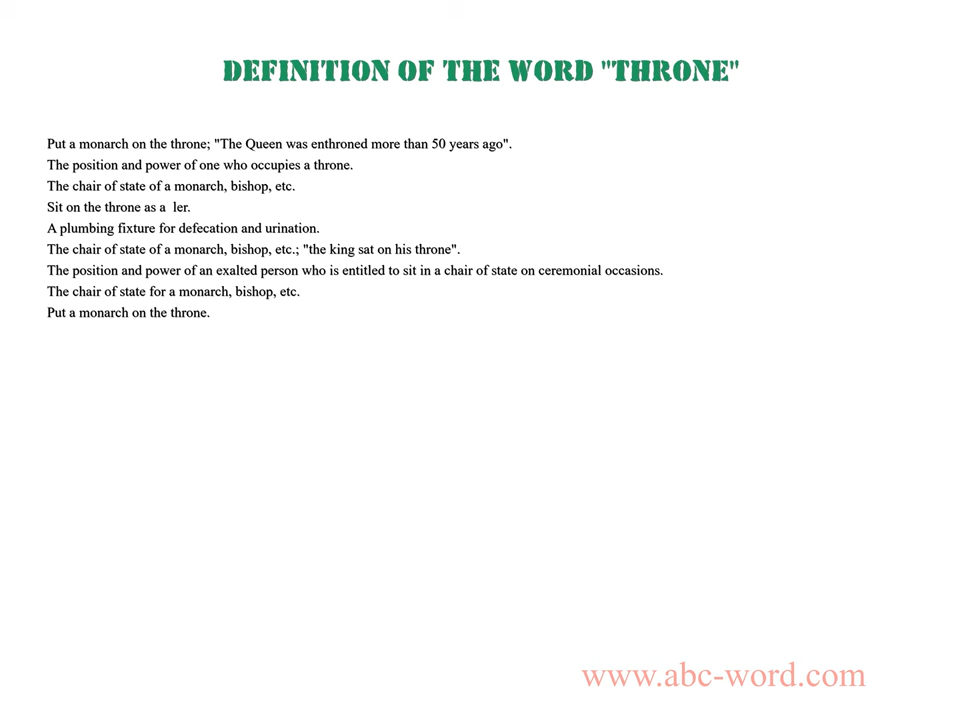 DEFINITION OF THE WORD "THRONE"
Put a monarch on the throne; "The Queen was enthroned more than 50 years ago".
The position and power of one who occupies a throne.
The chair of state of a monarch, bishop, etc.
Sit on the throne as a  ler.
A plumbing fixture for defecation and urination.
The chair of state of a monarch, bishop, etc.; "the king sat on his throne".
The position and power of an exalted person who is entitled to sit in a chair of state on ceremonial occasions.
The chair of state for a monarch, bishop, etc.
Put a monarch on the throne.
www.abc-word.com